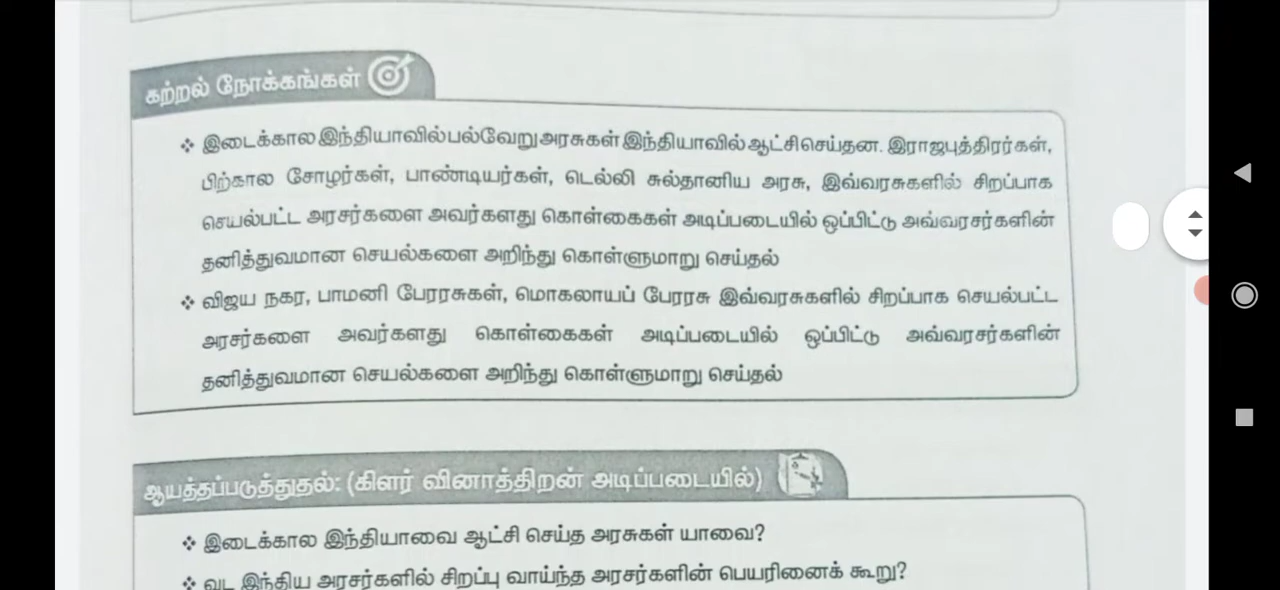 கற்றல் நோக்கங்கள்
❖ இடைக்கால இந்தியாவில் பல்வேறு அரசுகள் இந்தியாவில் ஆட்சி செய்தன. இராஜபுத்திரர்கள்,
பிற்கால சோழர்கள், பாண்டியர்கள், டெல்லி சுல்தானிய அரசு, இவ்வரசுகளில் சிறப்பாக
செயல்பட்ட அரசர்களை அவர்களது கொள்கைகள் அடிப்படையில் ஒப்பிட்டு அவ்வரசர்களின்
தனித்துவமான செயல்களை அறிந்து கொள்ளுமாறு செய்தல்
❖ விஜய நகர, பாமனி பேரரசுகள், மொகலாயப் பேரரசு இவ்வரசுகளில் சிறப்பாக செயல்பட்ட
அரசர்களை அவர்களது கொள்கைகள் அடிப்படையில் ஒப்பிட்டு அவ்வரசர்களின்
தனித்துவமான செயல்களை அறிந்து கொள்ளுமாறு செய்தல்
ஆயத்தப்படுத்துதல்: (கிளர் வினாத்திறன் அடிப்படையில்)
❖ இடைக்கால இந்தியாவை ஆட்சி செய்த அரசுகள் யாவை?
❖ வட இந்திய அரசர்களில் சிறப்பு வாய்ந்த அரசர்களின் பெயரினைக் கூறு?